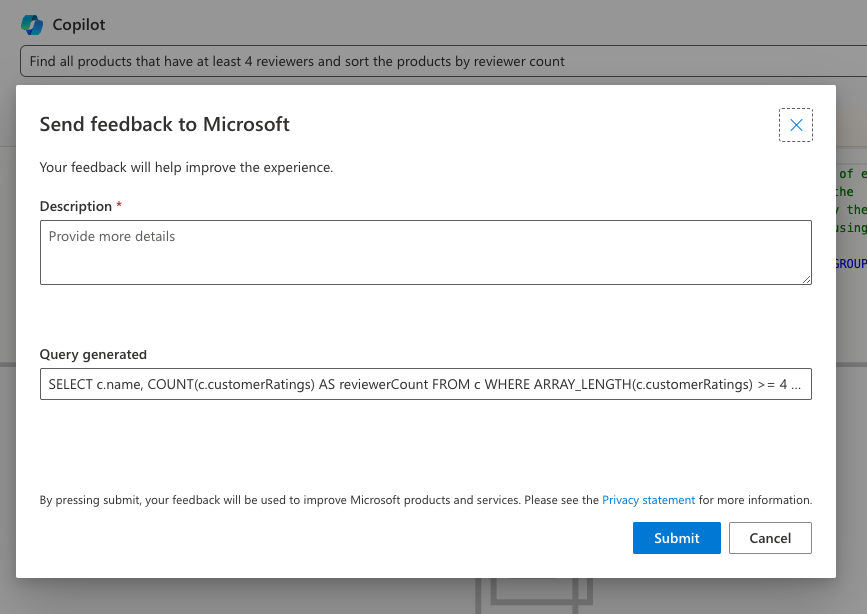 Copilot
Find all products that have at least 4 reviewers and sort the products by reviewer count
Send feedback to Microsoft
Your feedback will help improve the experience.
of e
Description *
the
Provide more details
the
using
GROUP
Query generated
SELECT c.name, COUNT(c.customerRatings) AS reviewerCount FROM c WHERE ARRAY_LENGTH(c.customerRatings) >= 4 ...
By pressing submit, your feedback will be used to improve Microsoft products and services. Please see the Privacy statement for more information.
Submit Cancel